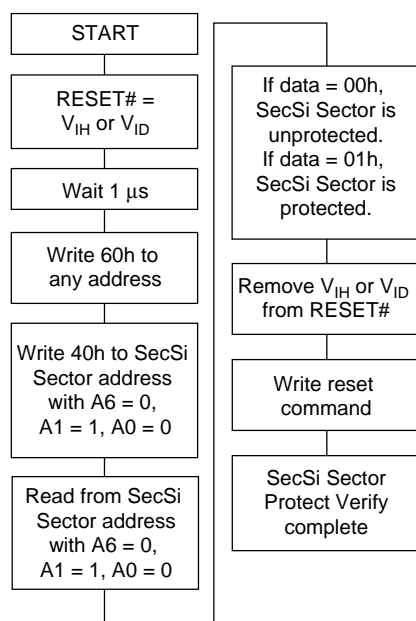 START
RESET# =
VIH or VID
Wait 1 μs
Write 60h to
any address
Write 40h to SecSi
Sector address
with A6 = 0,
A1 = 1, A0 = 0
Read from SecSi
Sector address
with A6 = 0,
A1 = 1, A0 = 0
If data = 00h,
SecSi Sector is
unprotected.
If data = 01h,
SecSi Sector is
protected.
Remove VIH or VID
from RESET#
Write reset
command
SecSi Sector
Protect Verify
complete